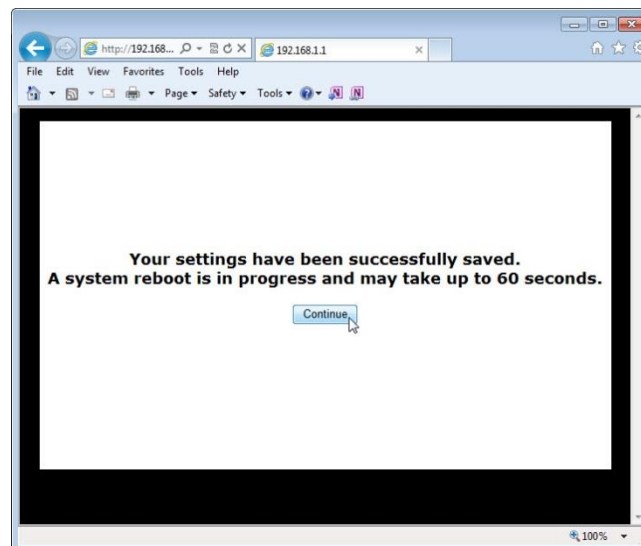 http://192.168... 192.168.1.1
File Edit View Favorites Tools Help
Page Safety Tools
Your settings have been successfully saved.
A system reboot is in progress and may take up to 60 seconds.
Continue
100%